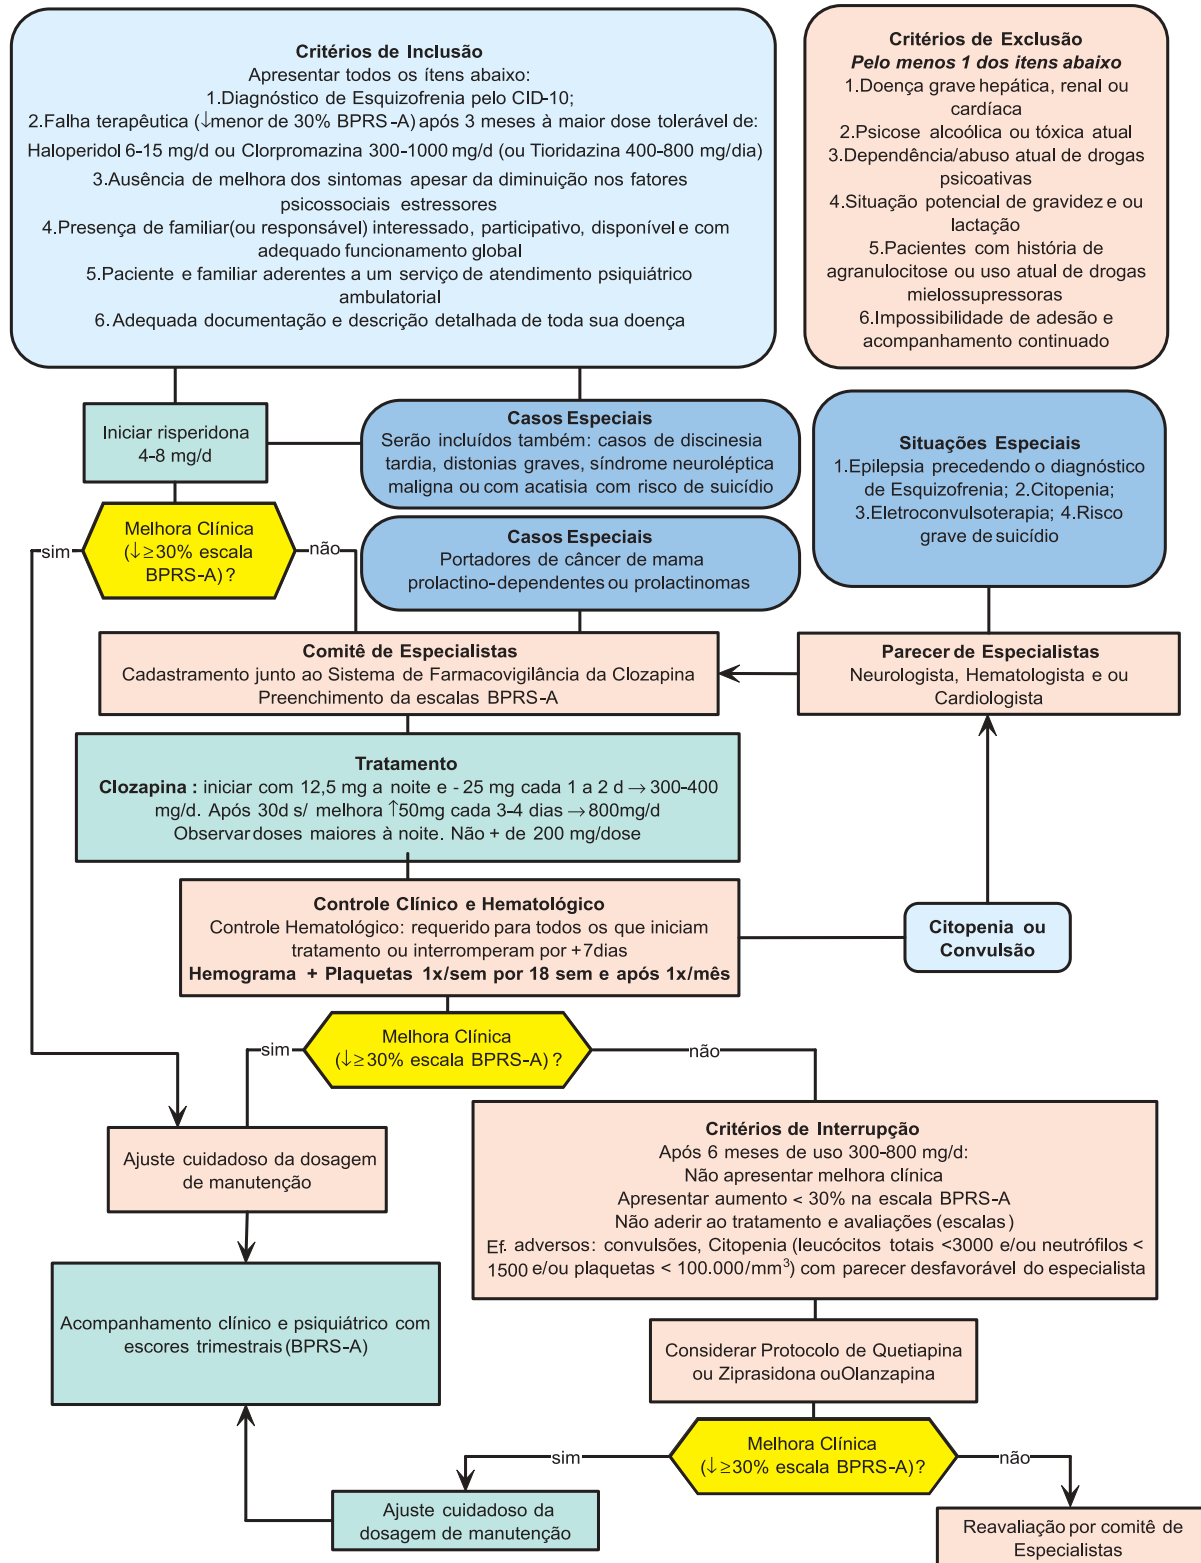 Critérios de Inclusão
Apresentar todos os ítens abaixo:
1.Diagnóstico de Esquizofrenia pelo CID-10;
2.Falha terapêutica (↓menor de 30% BPRS-A) após 3 meses à maior dose tolerável de:
Haloperidol 6-15 mg/d ou Clorpromazina 300-1000 mg/d (ou Tioridazina 400-800 mg/dia)
3.Ausência de melhora dos sintomas apesar da diminuição nos fatores
psicossociais estressores
4.Presença de familiar(ou responsável) interessado, participativo, disponível e com
adequado funcionamento global
5.Paciente e familiar aderentes a um serviço de atendimento psiquiátrico
ambulatorial
6. Adequada documentação e descrição detalhada de toda sua doença
Critérios de Exclusão
Pelo menos 1 dos itens abaixo
1.Doença grave hepática, renal ou
cardíaca
2.Psicose alcoólica ou tóxica atual
3.Dependência/abuso atual de drogas
psicoativas
4.Situação potencial de gravidez e ou
lactação
5.Pacientes com história de
agranulocitose ou uso atual de drogas
mielossupressoras
6.Impossibilidade de adesão e
acompanhamento continuado
Iniciar risperidona
4-8 mg/d
Casos Especiais
Serão incluídos também: casos de discinesia
tardia, distonias graves, síndrome neuroléptica
maligna ou com acatisia com risco de suicídio
Situações Especiais
1.Epilepsia precedendo o diagnóstico
de Esquizofrenia; 2.Citopenia;
3.Eletroconvulsoterapia; 4.Risco
grave de suicídio
Melhora Clínica
(↓≥30% escala
BPRS-A) ?
sim
não
Casos Especiais
Portadores de câncer de mama
prolactino-dependentes ou prolactinomas
Comitê de Especialistas
Cadastramento junto ao Sistema de Farmacovigilância da Clozapina
Preenchimento da escalas BPRS-A
Parecer de Especialistas
Neurologista, Hematologista e ou
Cardiologista
Tratamento
Clozapina : iniciar com 12,5 mg a noite e - 25 mg cada 1 a 2 d → 300-400
mg/d. Após 30d s/ melhora ↑50mg cada 3-4 dias →800mg/d
Observar doses maiores à noite. Não + de 200 mg/dose
Controle Clínico e Hematológico
Controle Hematológico: requerido para todos os que iniciam
tratamento ou interromperam por +7dias
Hemograma + Plaquetas 1x/sem por 18 sem e após 1x/mês
Citopenia ou
Convulsão
Melhora Clínica
(↓≥30% escala BPRS-A) ?
sim
não
Ajuste cuidadoso da dosagem
de manutenção
Critérios de Interrupção
Após 6 meses de uso 300-800 mg/d:
Não apresentar melhora clínica
Apresentar aumento < 30% na escala BPRS-A
Não aderir ao tratamento e avaliações (escalas)
Ef. adversos: convulsões, Citopenia (leucócitos totais <3000 e/ou neutrófilos <
1500 e/ou plaquetas < 100.000/mm³) com parecer desfavorável do especialista
Acompanhamento clínico e psiquiátrico com
escores trimestrais (BPRS-A)
Considerar Protocolo de Quetiapina
ou Ziprasidona ouOlanzapina
Melhora Clínica
(↓≥30% escala BPRS-A)?
sim
não
Ajuste cuidadoso da
dosagem de manutenção
Reavaliação por comitê de
Especialistas